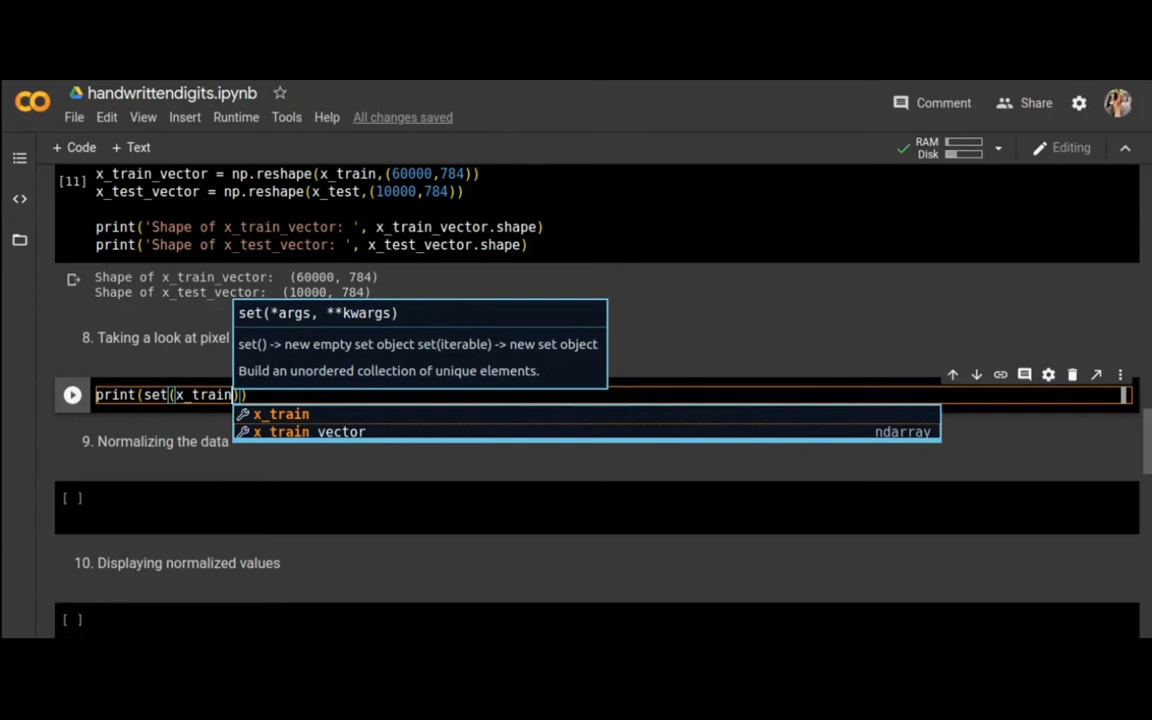 handwrittendigits.ipynb
Comment
Share
File Edit View Insert Runtime Tools Help All changes saved
+ Code + Text
RAM
Disk
Editing
[11] x_train_vector = np.reshape(x_train,(60000,784))
x_test_vector = np.reshape(x_test,(10000,784))
print('Shape of x_train_vector: ', x_train_vector.shape)
print('Shape of x_test_vector: ', x_test_vector.shape)
Shape of x_train_vector: (60000, 784)
Shape of x_test_vector: (10000, 784)
set(*args, **kwargs)
8. Taking a look at pixel
set() -> new empty set object set(iterable) -> new set object
Build an unordered collection of unique elements.
print(set(x_train))
x_train
x_train_vector ndarray
9. Normalizing the data
[ ]
10. Displaying normalized values
[ ]